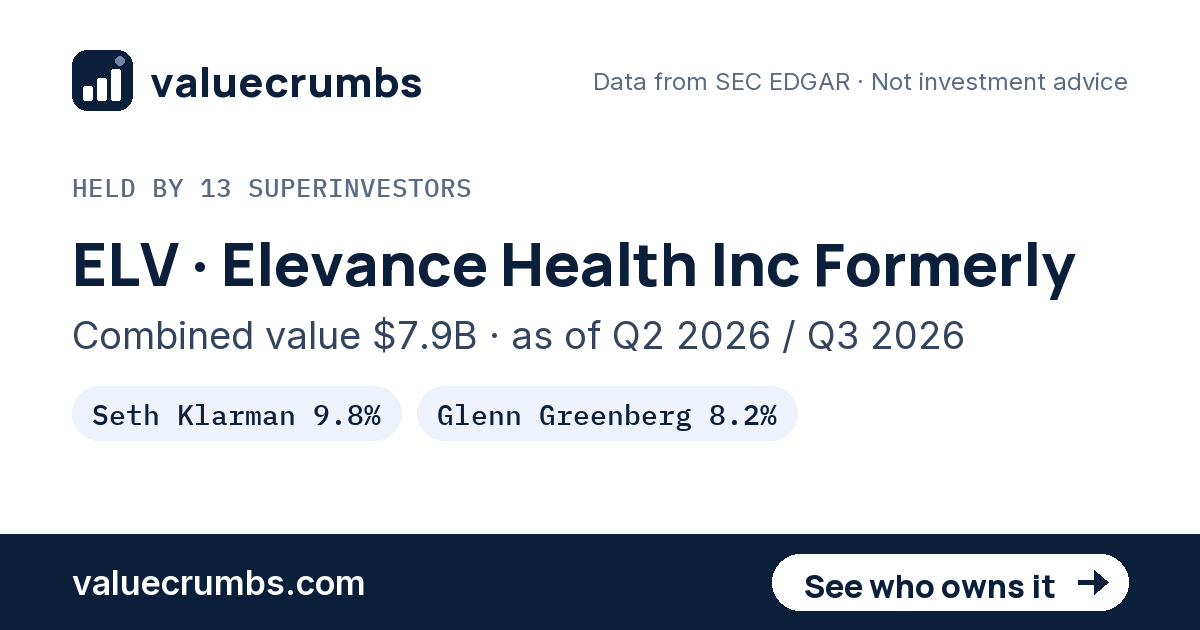 valuecrumbs
Data from SEC EDGAR · Not investment advice
HELD BY 13 SUPERINVESTORS
ELV · Elevance Health Inc Formerly
Combined value $7.9B · as of Q2 2026 / Q3 2026
Seth Klarman 9.8%
Glenn Greenberg 8.2%
valuecrumbs.com
See who owns it →